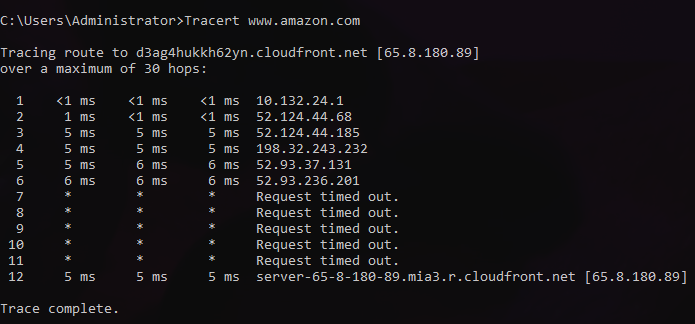 C:\Users\Administrator>Tracert www.amazon.com
Tracing route to d3ag4hukkh62yn.cloudfront.net [65.8.180.89]
over a maximum of 30 hops:
1 <1 ms <1 ms <1 ms 10.132.24.1
2 1 ms <1 ms <1 ms 52.124.44.68
3 5 ms 5 ms 5 ms 52.124.44.185
4 5 ms 5 ms 5 ms 198.32.243.232
5 5 ms 6 ms 6 ms 52.93.37.131
6 6 ms 6 ms 6 ms 52.93.236.201
7 * * * Request timed out.
8 * * * Request timed out.
9 * * * Request timed out.
10 * * * Request timed out.
11 * * * Request timed out.
12 5 ms 5 ms 5 ms server-65-8-180-89.mia3.r.cloudfront.net [65.8.180.89]
Trace complete.